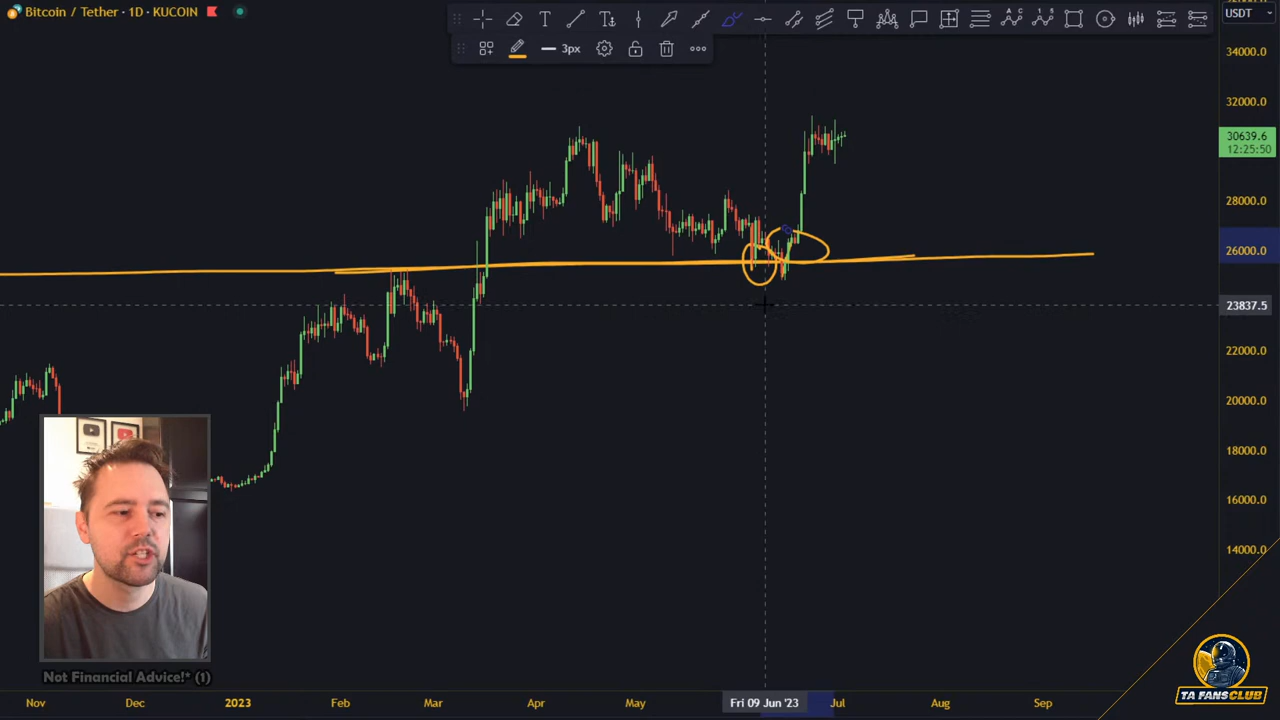 Bitcoin / Tether · 1D · KUCOIN
USDT
3px
34000.0
32000.0
30639.6
12:25:50
28000.0
26000.0
23837.5
22000.0
20000.0
18000.0
16000.0
14000.0
Not Financial Advice!* (1)
TA FANSCLUB
Nov Dec 2023 Feb Mar Apr May Fri 09 Jun '23 Jul Aug Sep